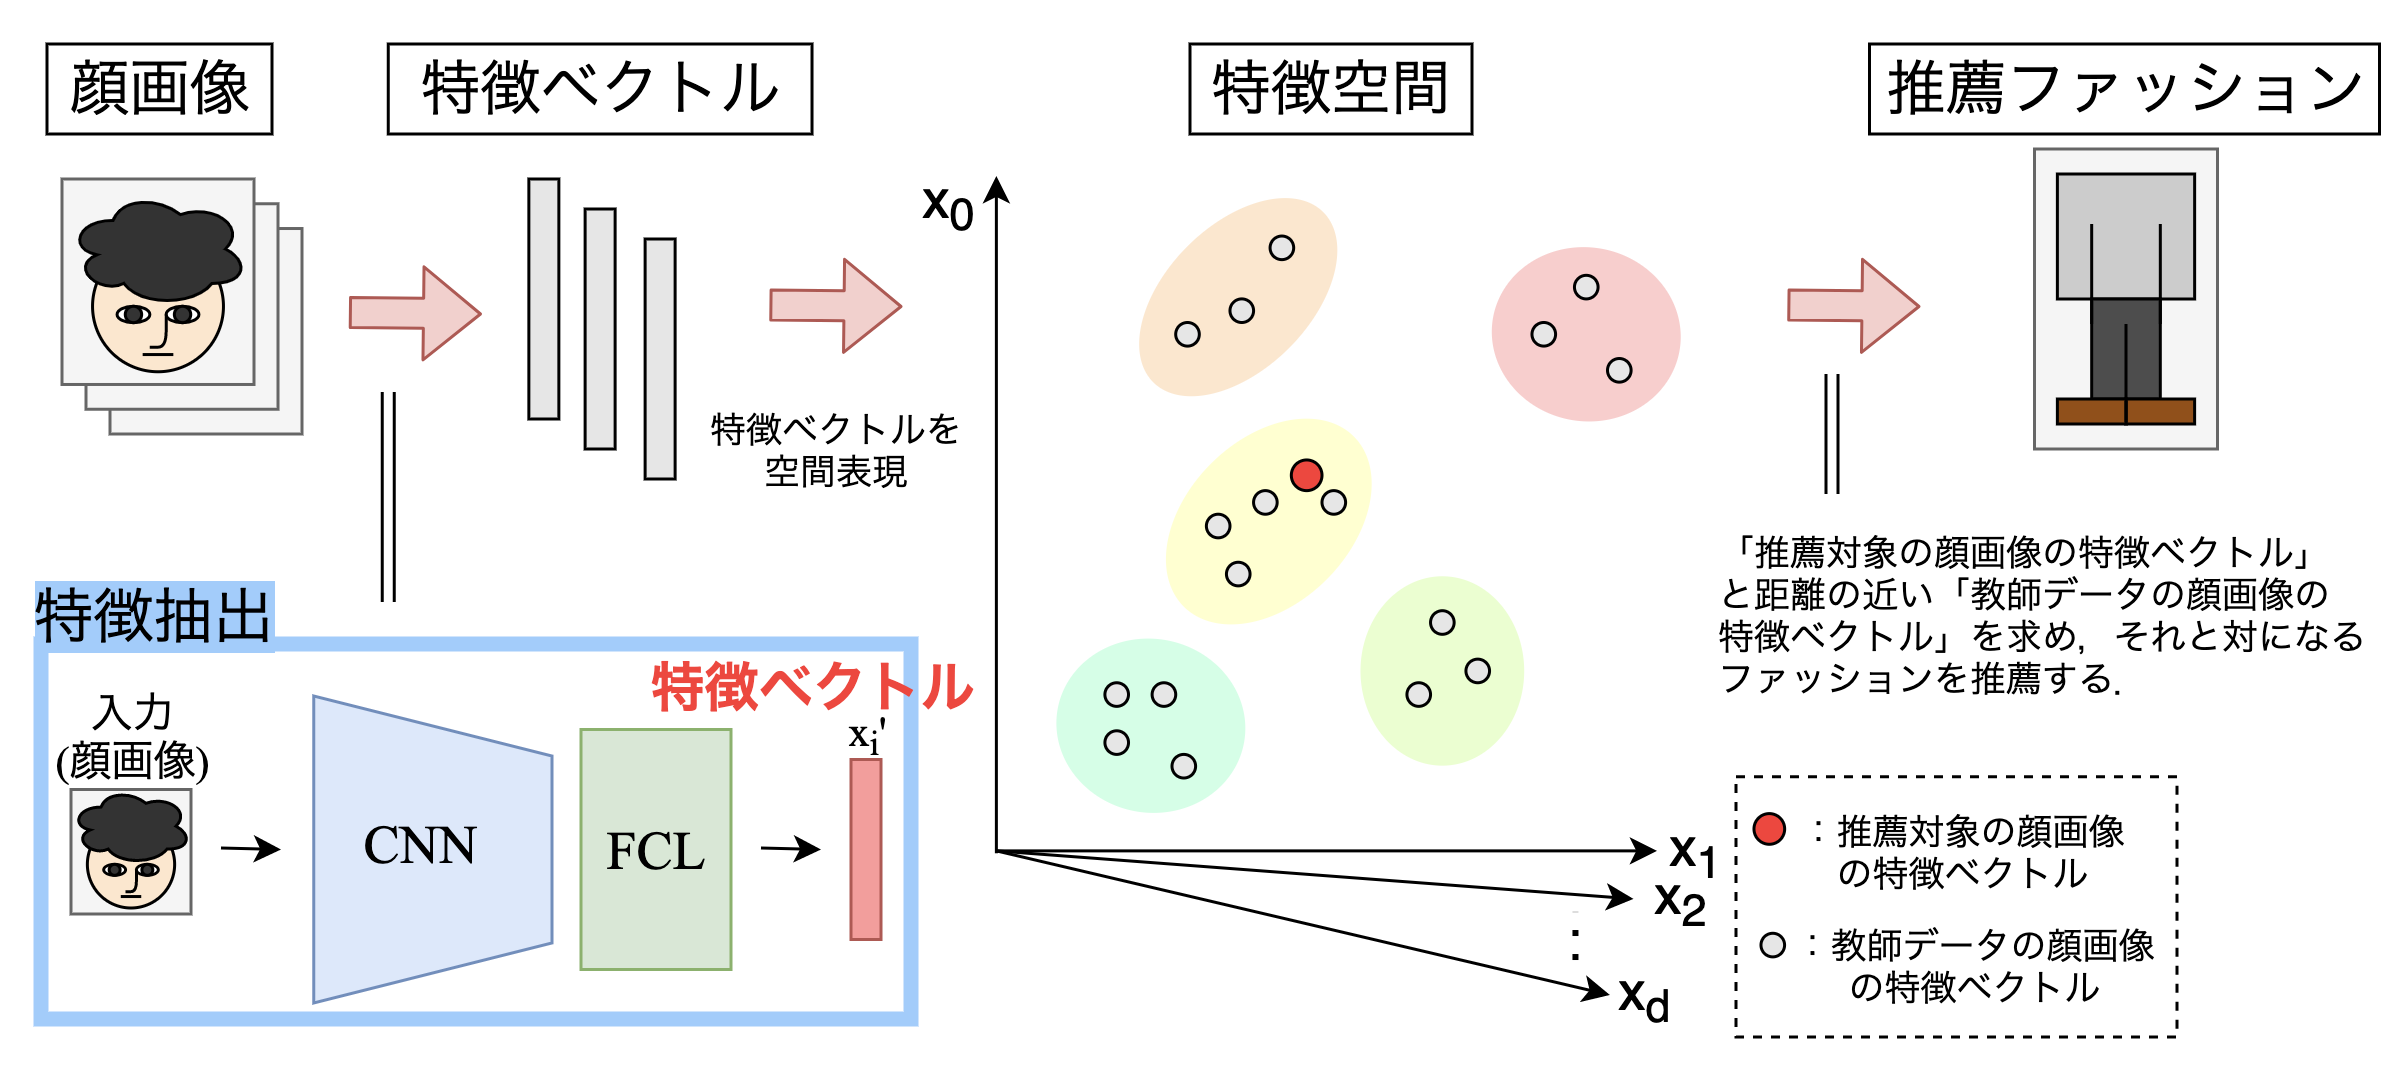 顔画像
特徴ベクトル
特徴空間
推薦ファッション
特徴ベクトルを
空間表現
x0
x1
x2
xd
「推薦対象の顔画像の特徴ベクトル」
と距離の近い「教師データの顔画像の
特徴ベクトル」を求め，それと対になる
ファッションを推薦する．
特徴抽出
入力
(顔画像)
CNN
FCL
特徴ベクトル
xi'
：推薦対象の顔画像
の特徴ベクトル
：教師データの顔画像
の特徴ベクトル